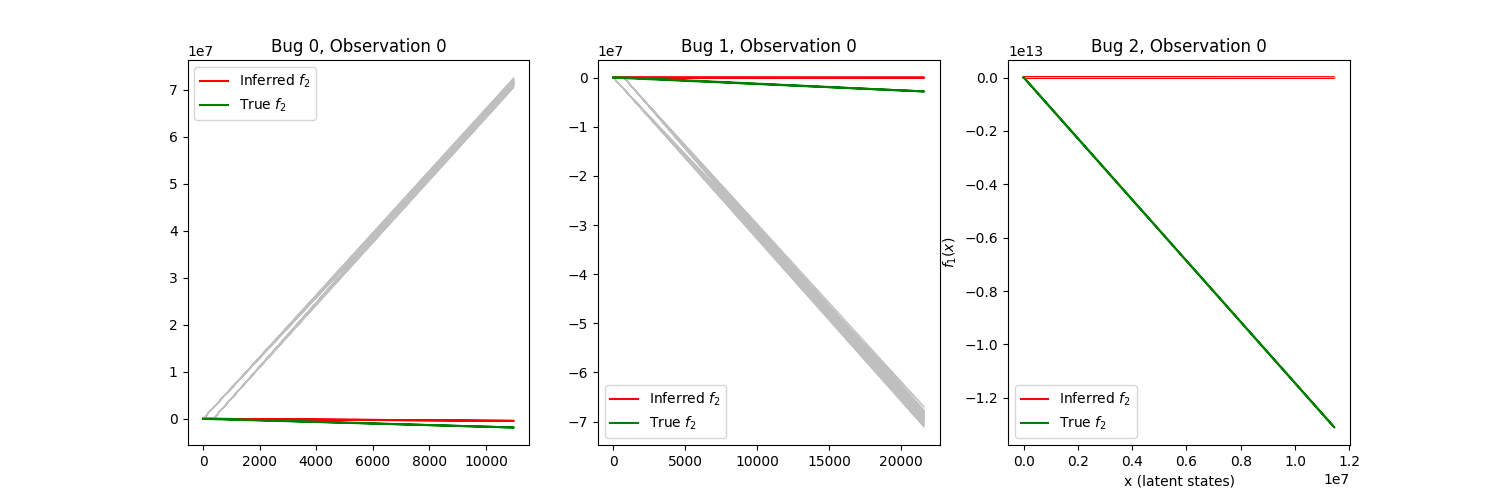 Bug 0, Observation 0
1e7
7
6
5
4
3
2
1
0
Inferred f₂
True f₂
0 2000 4000 6000 8000 10000
Bug 1, Observation 0
1e7
0
−1
−2
−3
−4
−5
−6
−7
Inferred f₂
True f₂
0 5000 10000 15000 20000
Bug 2, Observation 0
1e13
f₁(x)
0.0
−0.2
−0.4
−0.6
−0.8
−1.0
−1.2
Inferred f₂
True f₂
0.0 0.2 0.4 0.6 0.8 1.0 1.2
1e7
x (latent states)